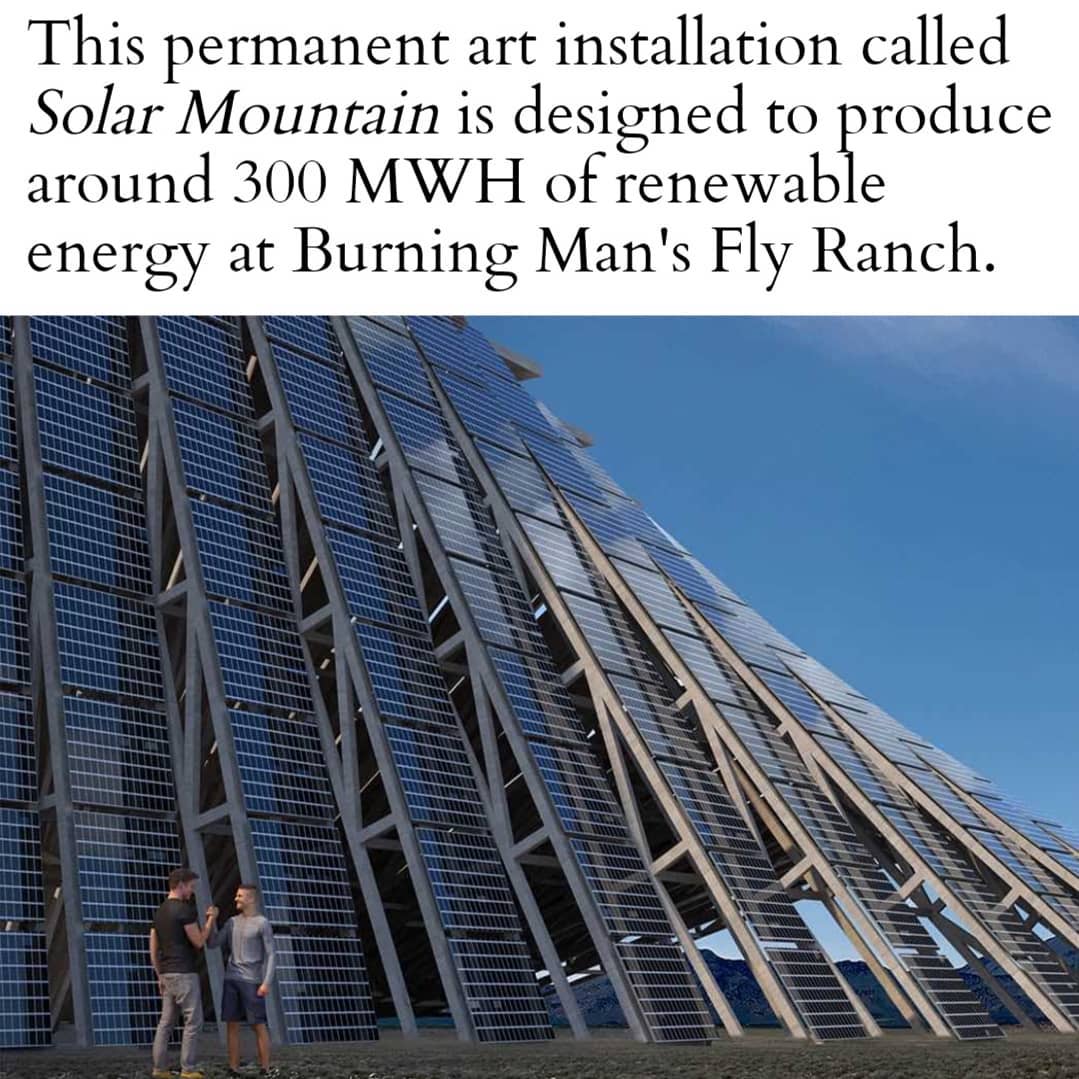 This permanent art installation called
Solar Mountain is designed to produce
around 300 MWH of renewable
energy at Burning Man's Fly Ranch.